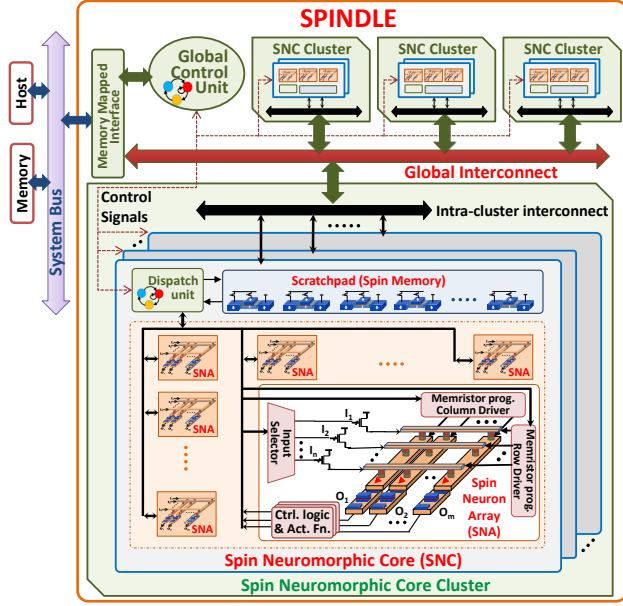 SPINDLE
Host
Memory
System Bus
Memory Mapped
Interface
Global
Control
Unit
SNC Cluster
SNC Cluster
SNC Cluster
Global Interconnect
Control
Signals
Intra-cluster interconnect
Dispatch
unit
Scratchpad (Spin Memory)
SNA
SNA
SNA
SNA
SNA
Input
Selector
I1
I2
In
Memristor prog.
Column Driver
Memristor prog.
Row Driver
O1
O2
Om
Ctrl. logic
& Act. Fn.
Spin
Neuron
Array
(SNA)
Spin Neuromorphic Core (SNC)
Spin Neuromorphic Core Cluster